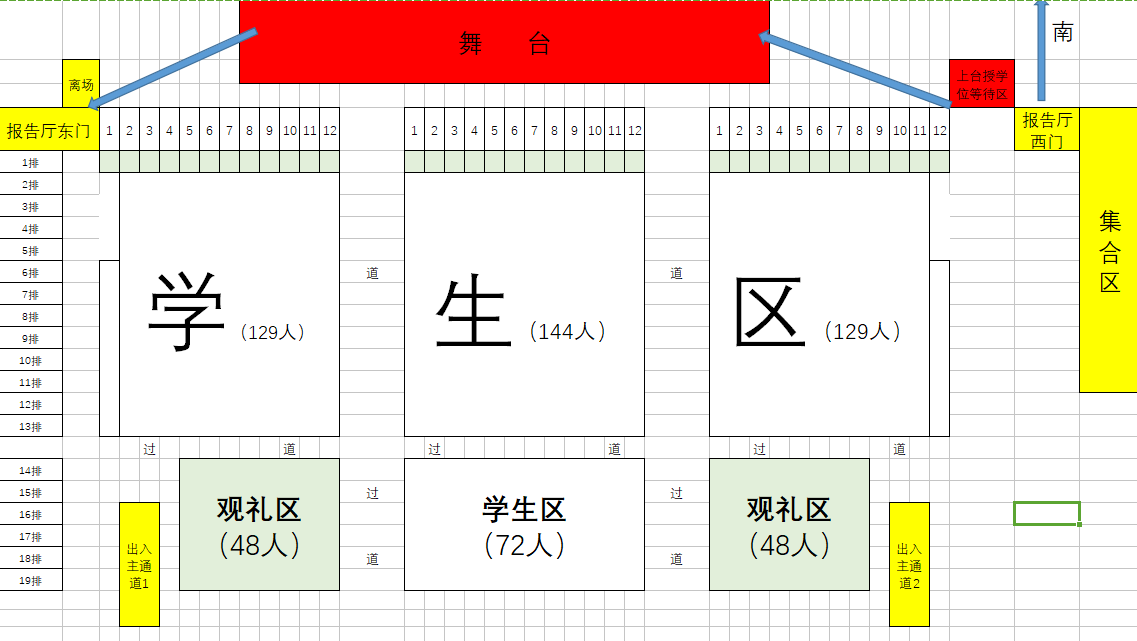 舞 台
南
离场
上台授学
位等待区
报告厅东门
1 2 3 4 5 6 7 8 9 10 11 12
1 2 3 4 5 6 7 8 9 10 11 12
1 2 3 4 5 6 7 8 9 10 11 12
报告厅
西门
集
合
区
1排
2排
3排
4排
5排
6排
7排
8排
9排
10排
11排
12排
13排
学（129人）
道
生（144人）
道
区（129人）
过 道
过 道
过 道
14排
15排
16排
17排
18排
19排
出入
主通
道1
观礼区
（48人）
过
道
学生区
（72人）
过
道
观礼区
（48人）
出入
主通
道2